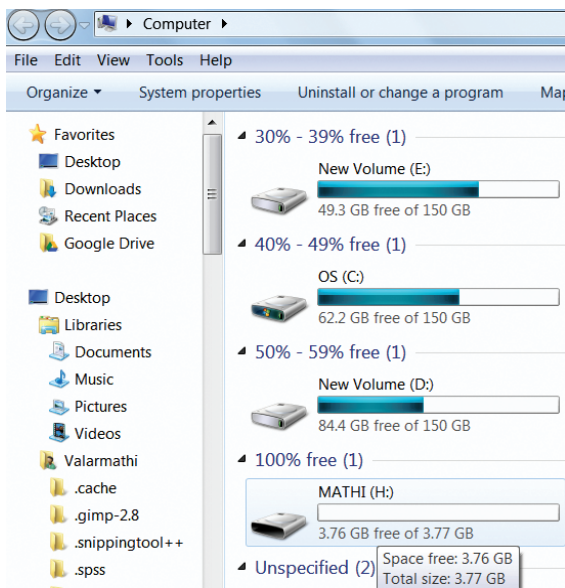 Computer
File Edit View Tools Help
Organize System properties Uninstall or change a program
Favorites
Desktop
Downloads
Recent Places
Google Drive
Desktop
Libraries
Documents
Music
Pictures
Videos
Valarmathi
.cache
.gimp-2.8
.snippingtool++
.spss
30% - 39% free (1)
New Volume (E:)
49.3 GB free of 150 GB
40% - 49% free (1)
OS (C:)
62.2 GB free of 150 GB
50% - 59% free (1)
New Volume (D:)
84.4 GB free of 150 GB
100% free (1)
MATHI (H:)
3.76 GB free of 3.77 GB
Unspecified (2)
Space free: 3.76 GB
Total size: 3.77 GB